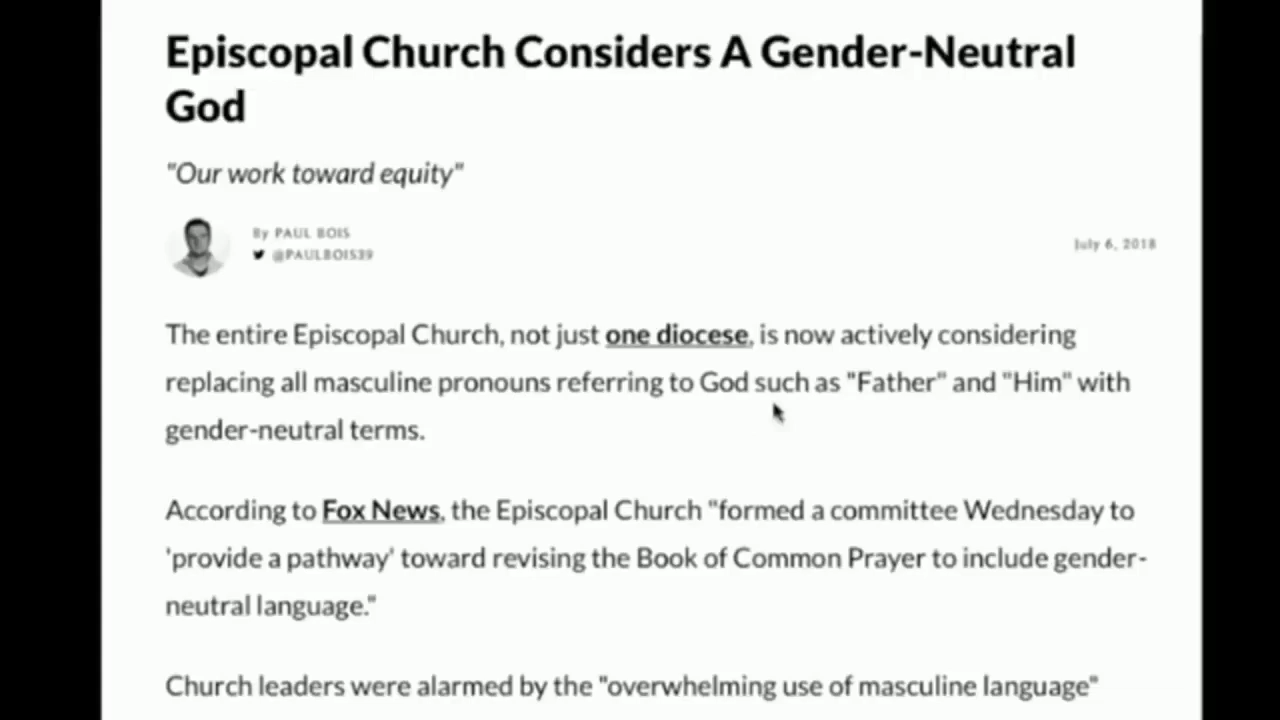 Episcopal Church Considers A Gender-Neutral
God
"Our work toward equity"
By PAUL BOIS
@PAULBOIS39
July 6, 2018
The entire Episcopal Church, not just one diocese, is now actively considering
replacing all masculine pronouns referring to God such as "Father" and "Him" with
gender-neutral terms.
According to Fox News, the Episcopal Church "formed a committee Wednesday to
'provide a pathway' toward revising the Book of Common Prayer to include gender-
neutral language."
Church leaders were alarmed by the "overwhelming use of masculine language"